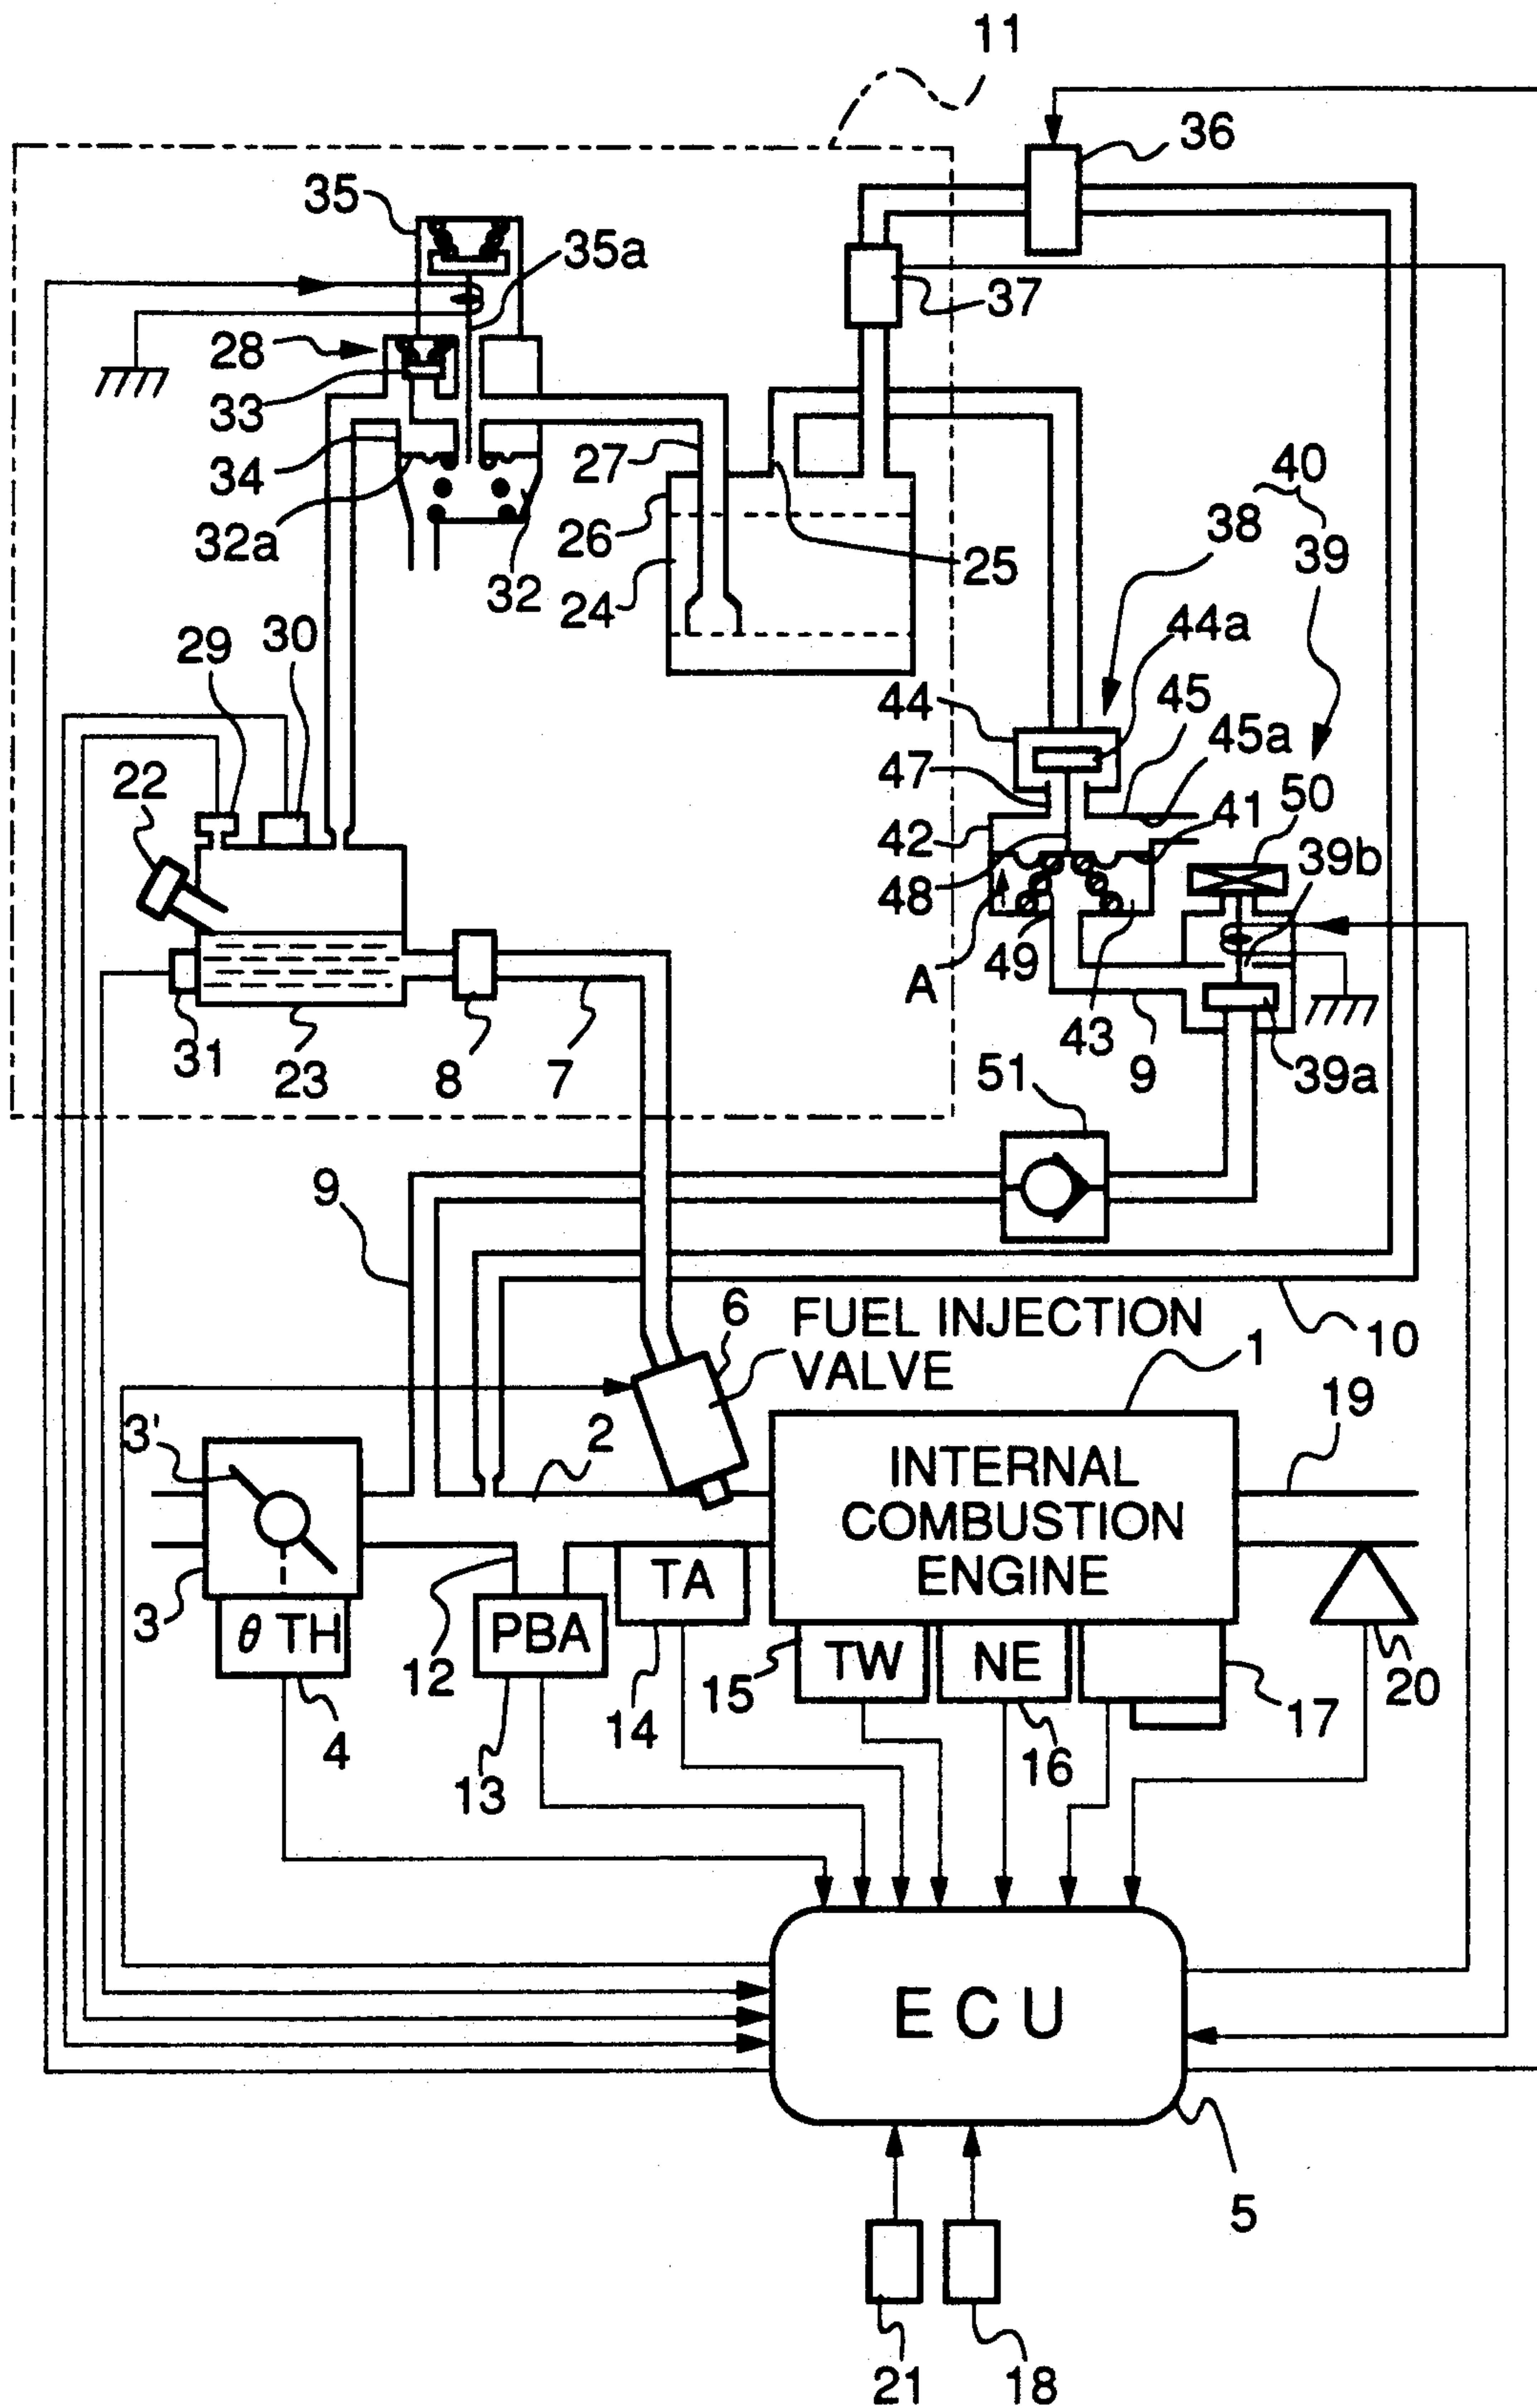 11
36
35
35a
37
28
33
34
27
40
32a
26
38
25
39
32
24
29
30
44a
44
45
45a
47
22
50
42
41
39b
48
A
49
43
31
23
8
7
9
39a
51
9
6
FUEL INJECTION
VALVE
10
1
19
3'
2
INTERNAL
COMBUSTION
ENGINE
TA
3
θ TH
12
PBA
15
TW
NE
20
14
17
4
16
13
ECU
5
21
18